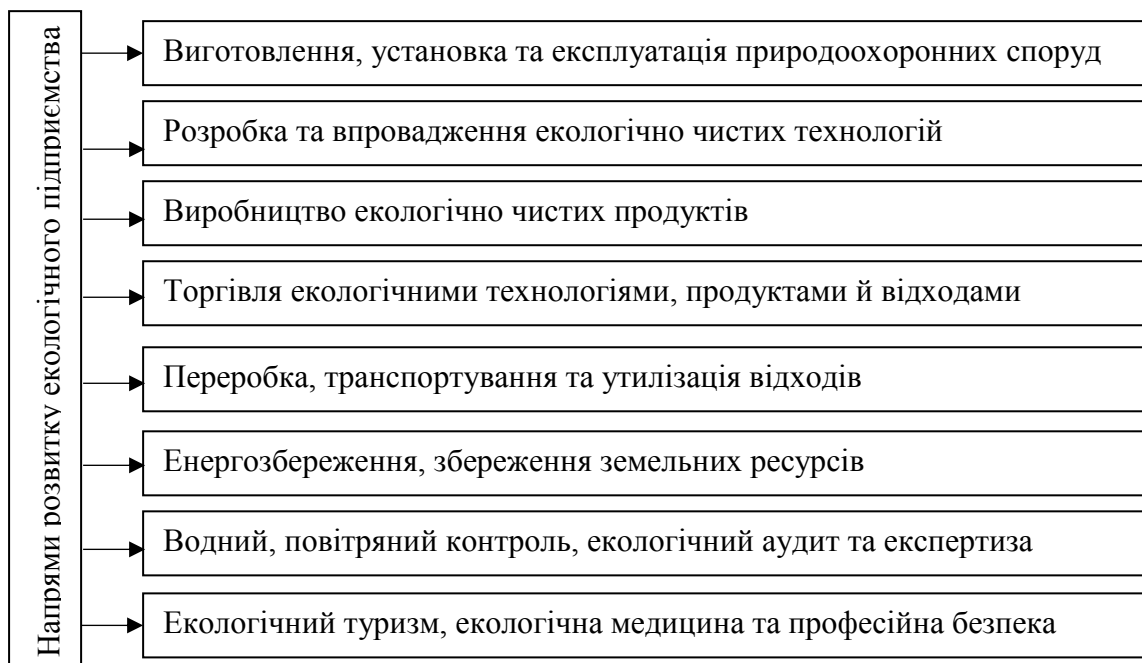 Напрями розвитку екологічного підприємства
Виготовлення, установка та експлуатація природоохоронних споруд
Розробка та впровадження екологічно чистих технологій
Виробництво екологічно чистих продуктів
Торгівля екологічними технологіями, продуктами й відходами
Переробка, транспортування та утилізація відходів
Енергозбереження, збереження земельних ресурсів
Водний, повітряний контроль, екологічний аудит та експертиза
Екологічний туризм, екологічна медицина та професійна безпека